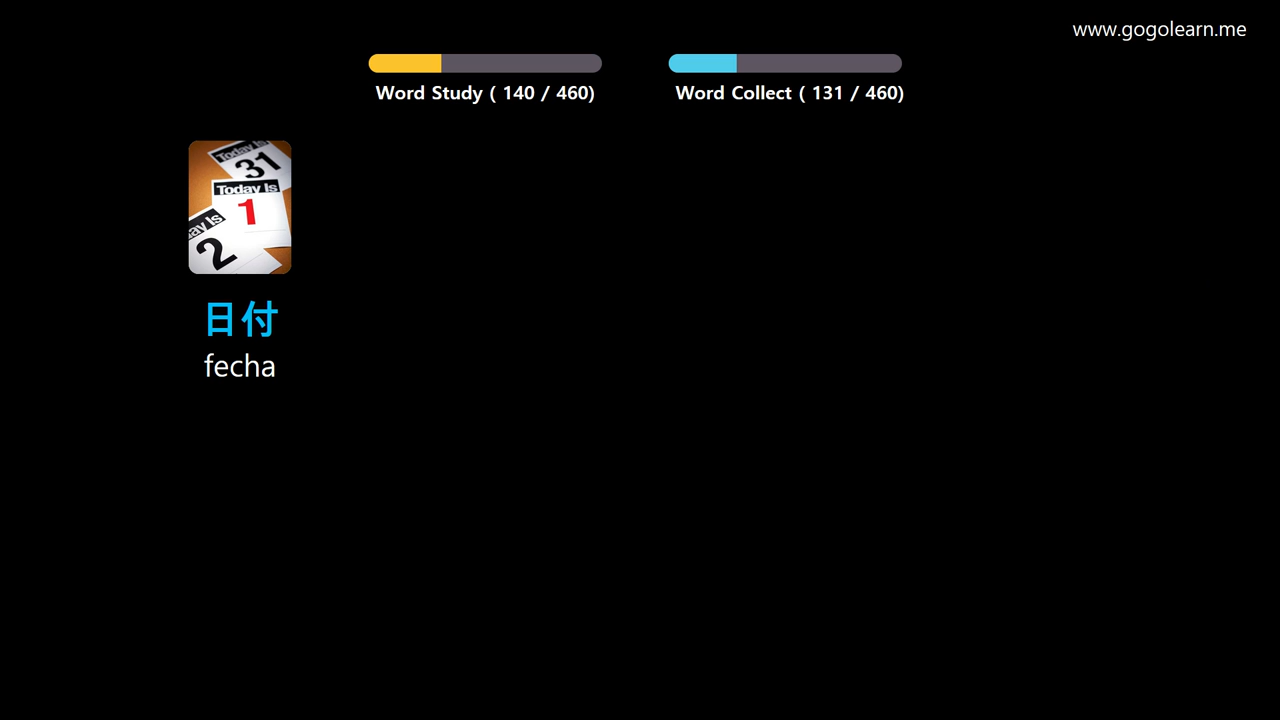 www.gogolearn.me
Word Study ( 140 / 460)
Word Collect ( 131 / 460)
Today Is
31
Today Is
1
ay Is
2
日付
fecha